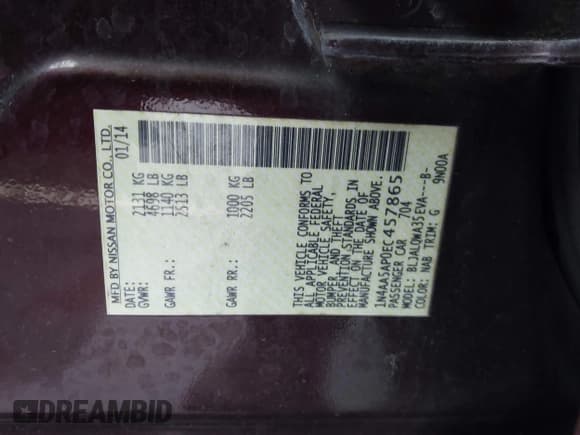 MFD BY NISSAN MOTOR CO., LTD.
01/14
GVWR: 2131 KG
4698 LB
GAWR FR.: 1140 KG
2513 LB
GAWR RR: 1000 KG
2205 LB
THIS VEHICLE CONFORMS TO
ALL APPLICABLE FEDERAL
MOTOR VEHICLE SAFETY,
BUMPER, AND THEFT
PREVENTION STANDARDS IN
EFFECT ON THE DATE OF
MANUFACTURE SHOWN ABOVE.
1N4AA5AP0EC457865
PASSENGER CAR 704
MODEL: BLJALOWA35EVA---B-
COLOR: NAB TRIM: G 9N00A
DREAMBID